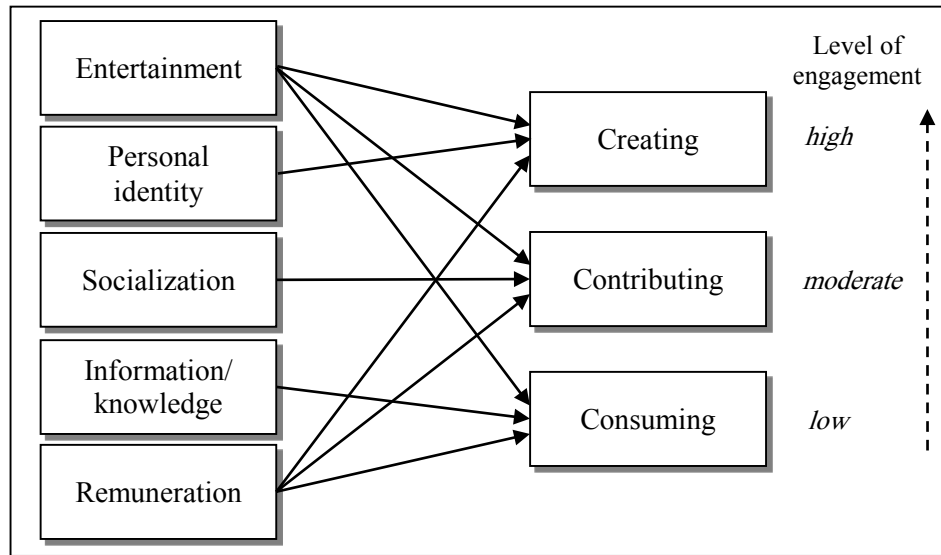 Entertainment
Personal
identity
Socialization
Information/
knowledge
Remuneration
Creating
Contributing
Consuming
Level of
engagement
high
moderate
low